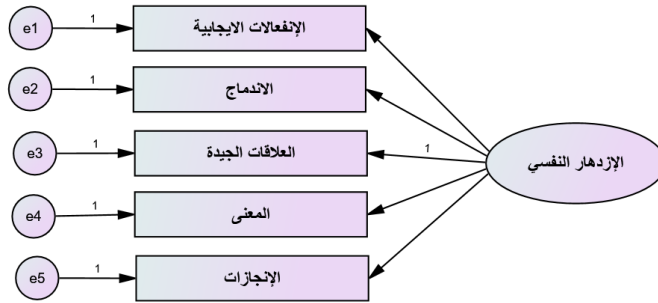 e1
1
الإنفعالات الايجابية
e2
1
الاندماج
e3
1
العلاقات الجيدة
1
الإزدهار النفسي
e4
1
المعنى
e5
1
الإنجازات